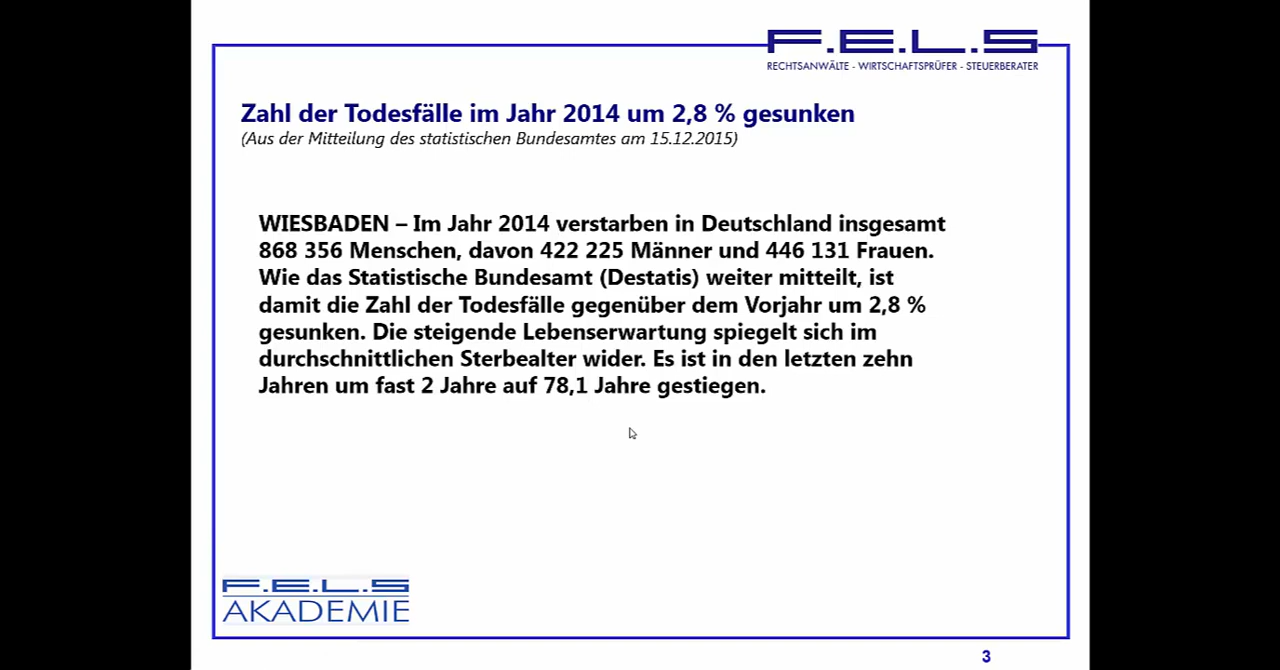 F.E.L.S
RECHTSANWÄLTE - WIRTSCHAFTSPRÜFER - STEUERBERATER
Zahl der Todesfälle im Jahr 2014 um 2,8 % gesunken
(Aus der Mitteilung des statistischen Bundesamtes am 15.12.2015)
WIESBADEN – Im Jahr 2014 verstarben in Deutschland insgesamt
868 356 Menschen, davon 422 225 Männer und 446 131 Frauen.
Wie das Statistische Bundesamt (Destatis) weiter mitteilt, ist
damit die Zahl der Todesfälle gegenüber dem Vorjahr um 2,8 %
gesunken. Die steigende Lebenserwartung spiegelt sich im
durchschnittlichen Sterbealter wider. Es ist in den letzten zehn
Jahren um fast 2 Jahre auf 78,1 Jahre gestiegen.
F.E.L.S
AKADEMIE
3